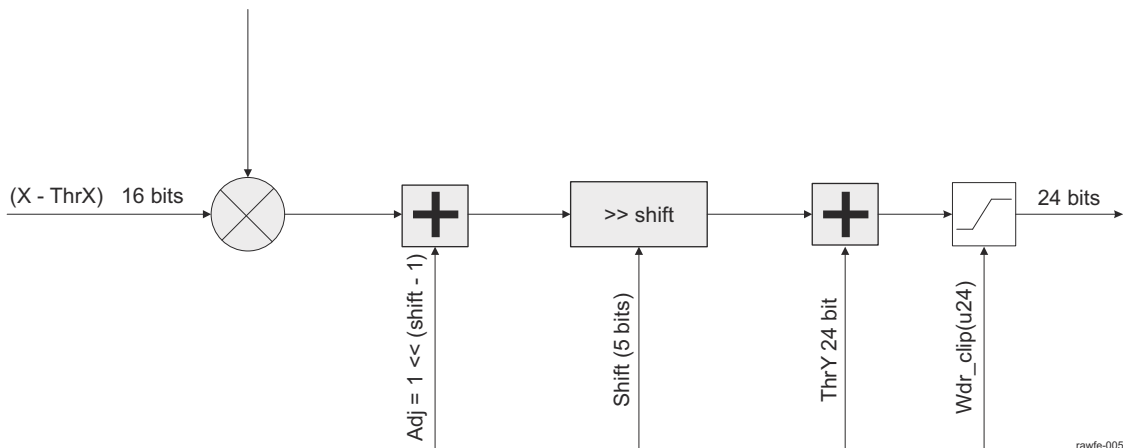 (X - ThrX) 16 bits
>> shift
24 bits
Adj = 1 << (shift - 1)
Shift (5 bits)
ThrY 24 bit
Wdr_clip(u24)
rawfe-005